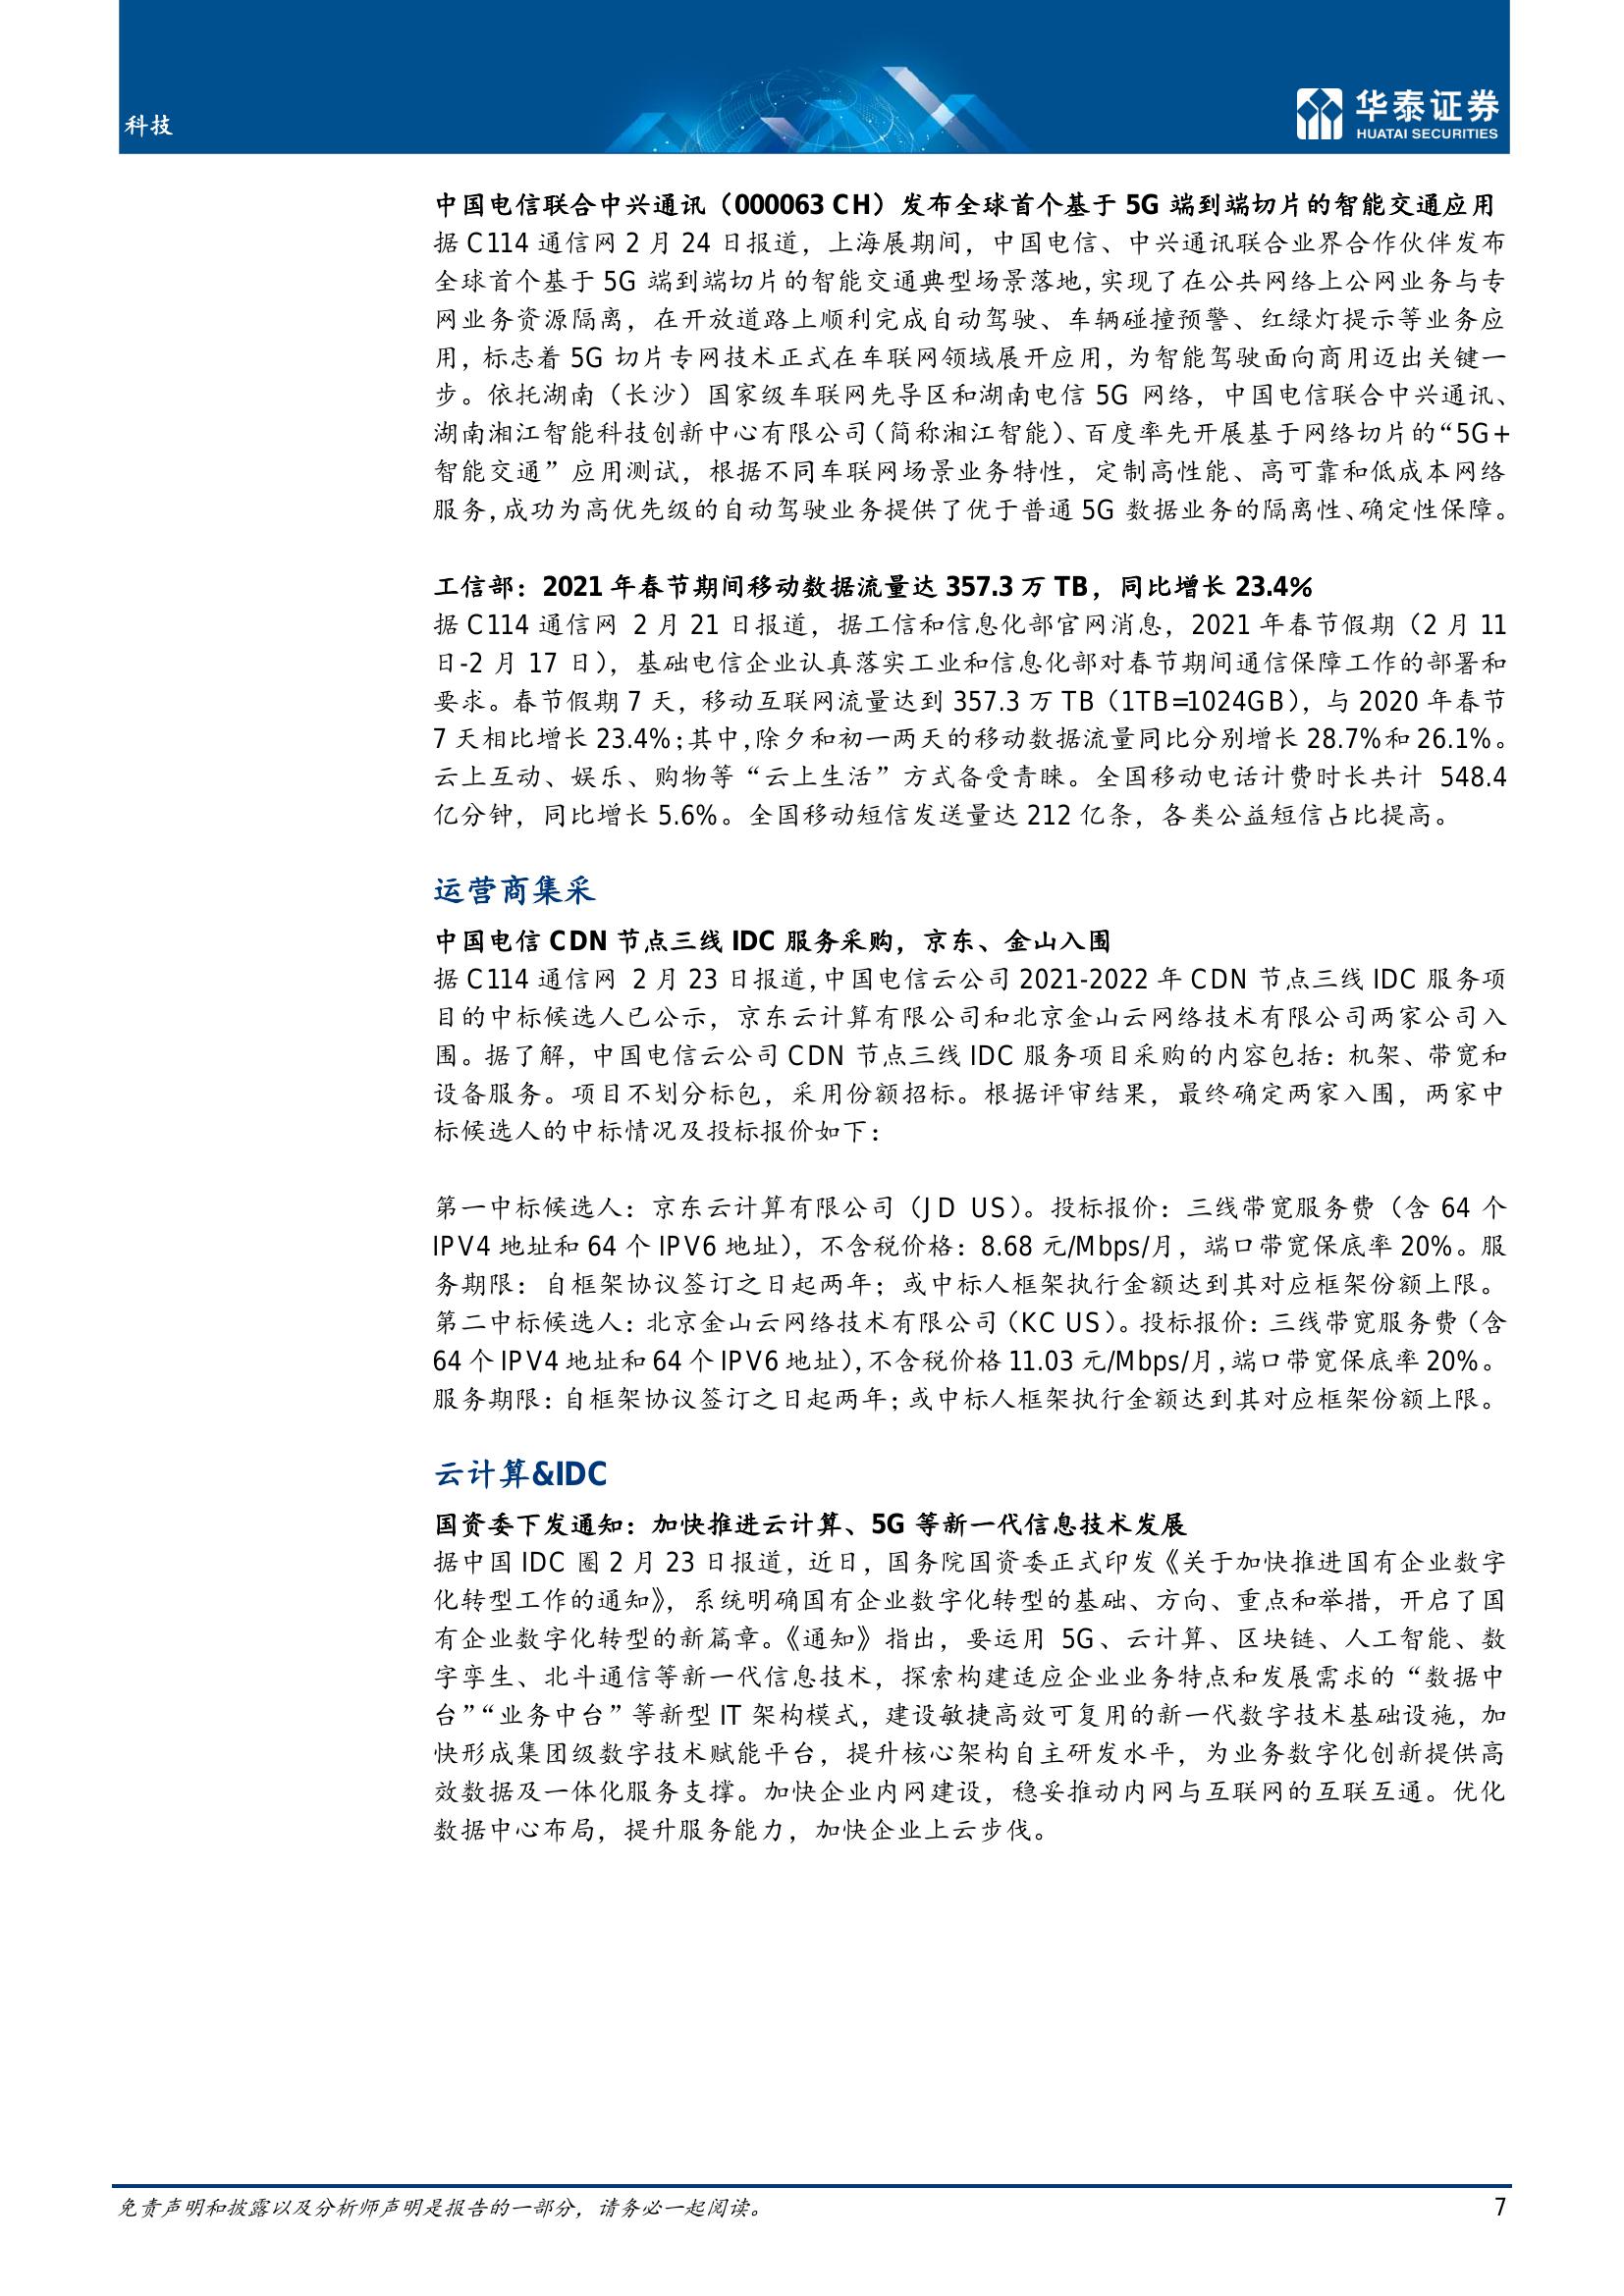 科技
华泰证券
HUATAI SECURITIES
中国电信联合中兴通讯（000063 CH）发布全球首个基于 5G 端到端切片的智能交通应用
据 C114 通信网 2 月 24 日报道，上海展期间，中国电信、中兴通讯联合业界合作伙伴发布
全球首个基于 5G 端到端切片的智能交通典型场景落地，实现了在公共网络上公网业务与专
网业务资源隔离，在开放道路上顺利完成自动驾驶、车辆碰撞预警、红绿灯提示等业务应
用，标志着 5G 切片专网技术正式在车联网领域展开应用，为智能驾驶面向商用迈出关键一
步。依托湖南（长沙）国家级车联网先导区和湖南电信 5G 网络，中国电信联合中兴通讯、
湖南湘江智能科技创新中心有限公司（简称湘江智能）、百度率先开展基于网络切片的“5G+
智能交通”应用测试，根据不同车联网场景业务特性，定制高性能、高可靠和低成本网络
服务，成功为高优先级的自动驾驶业务提供了优于普通 5G 数据业务的隔离性、确定性保障。
工信部：2021 年春节期间移动数据流量达 357.3 万 TB，同比增长 23.4%
据 C114 通信网 2 月 21 日报道，据工信和信息化部官网消息，2021 年春节假期（2 月 11
日-2 月 17 日），基础电信企业认真落实工业和信息化部对春节期间通信保障工作的部署和
要求。春节假期 7 天，移动互联网流量达到 357.3 万 TB（1TB=1024GB），与 2020 年春节
7 天相比增长 23.4%；其中，除夕和初一两天的移动数据流量同比分别增长 28.7%和 26.1%。
云上互动、娱乐、购物等“云上生活”方式备受青睐。全国移动电话计费时长共计 548.4
亿分钟，同比增长 5.6%。全国移动短信发送量达 212 亿条，各类公益短信占比提高。
运营商集采
中国电信 CDN 节点三线 IDC 服务采购，京东、金山入围
据 C114 通信网 2 月 23 日报道，中国电信云公司 2021-2022 年 CDN 节点三线 IDC 服务项
目的中标候选人已公示，京东云计算有限公司和北京金山云网络技术有限公司两家公司入
围。据了解，中国电信云公司 CDN 节点三线 IDC 服务项目采购的内容包括：机架、带宽和
设备服务。项目不划分标包，采用份额招标。根据评审结果，最终确定两家入围，两家中
标候选人的中标情况及投标报价如下：
第一中标候选人：京东云计算有限公司（JD US）。投标报价：三线带宽服务费（含 64 个
IPV4 地址和 64 个 IPV6 地址），不含税价格：8.68 元/Mbps/月，端口带宽保底率 20%。服
务期限：自框架协议签订之日起两年；或中标人框架执行金额达到其对应框架份额上限。
第二中标候选人：北京金山云网络技术有限公司（KC US）。投标报价：三线带宽服务费（含
64 个 IPV4 地址和 64 个 IPV6 地址），不含税价格 11.03 元/Mbps/月，端口带宽保底率 20%。
服务期限：自框架协议签订之日起两年；或中标人框架执行金额达到其对应框架份额上限。
云计算&IDC
国资委下发通知：加快推进云计算、5G 等新一代信息技术发展
据中国 IDC 圈 2 月 23 日报道，近日，国务院国资委正式印发《关于加快推进国有企业数字
化转型工作的通知》，系统明确国有企业数字化转型的基础、方向、重点和举措，开启了国
有企业数字化转型的新篇章。《通知》指出，要运用 5G、云计算、区块链、人工智能、数
字孪生、北斗通信等新一代信息技术，探索构建适应企业业务特点和发展需求的“数据中
台”“业务中台”等新型 IT 架构模式，建设敏捷高效可复用的新一代数字技术基础设施，加
快形成集团级数字技术赋能平台，提升核心架构自主研发水平，为业务数字化创新提供高
效数据及一体化服务支撑。加快企业内网建设，稳妥推动内网与互联网的互联互通。优化
数据中心布局，提升服务能力，加快企业上云步伐。
免责声明和披露以及分析师声明是报告的一部分，请务必一起阅读。
7